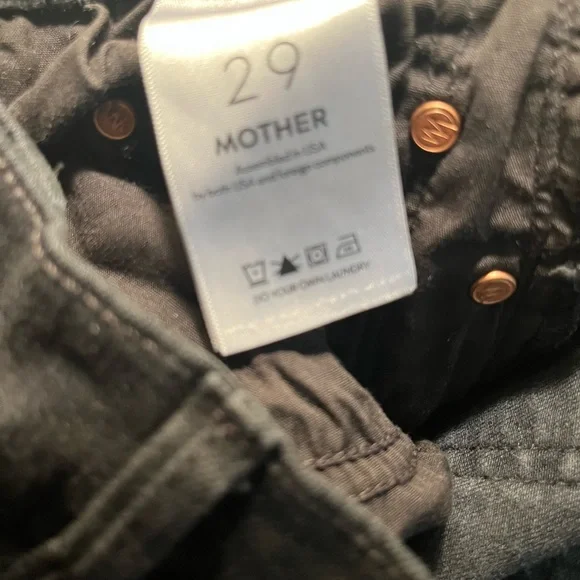 29
MOTHER
Assembled in USA
by both USA and foreign components
DO YOUR OWN LAUNDRY